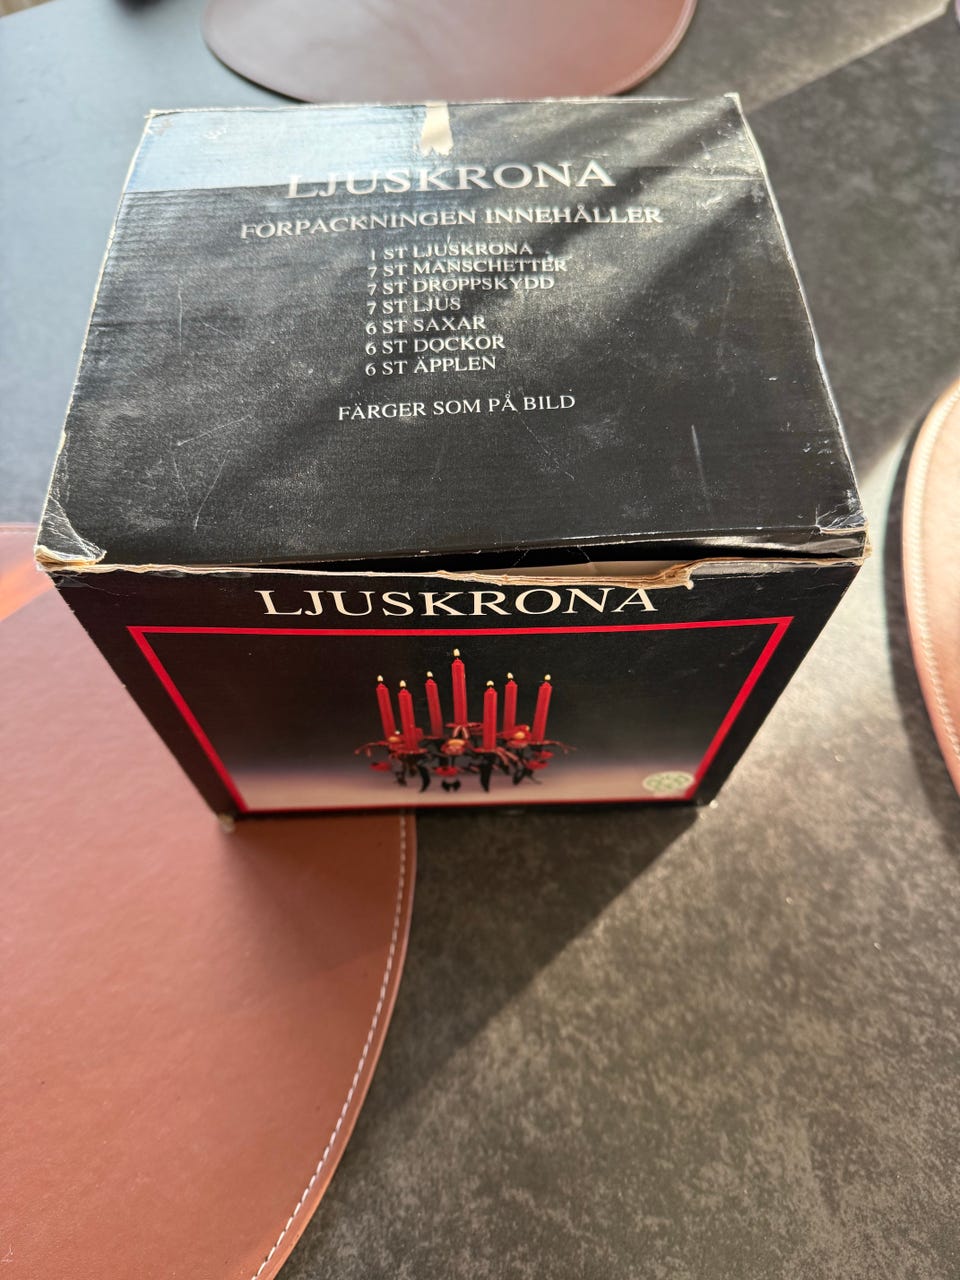 LJUSKRONA
FÖRPACKNINGEN INNEHÅLLER
1 ST LJUSKRONA
7 ST MANSCHETTER
7 ST DROPPSKYDD
7 ST LJUS
6 ST SAXAR
6 ST DOCKOR
6 ST ÄPPLEN
FÄRGER SOM PÅ BILD
LJUSKRONA